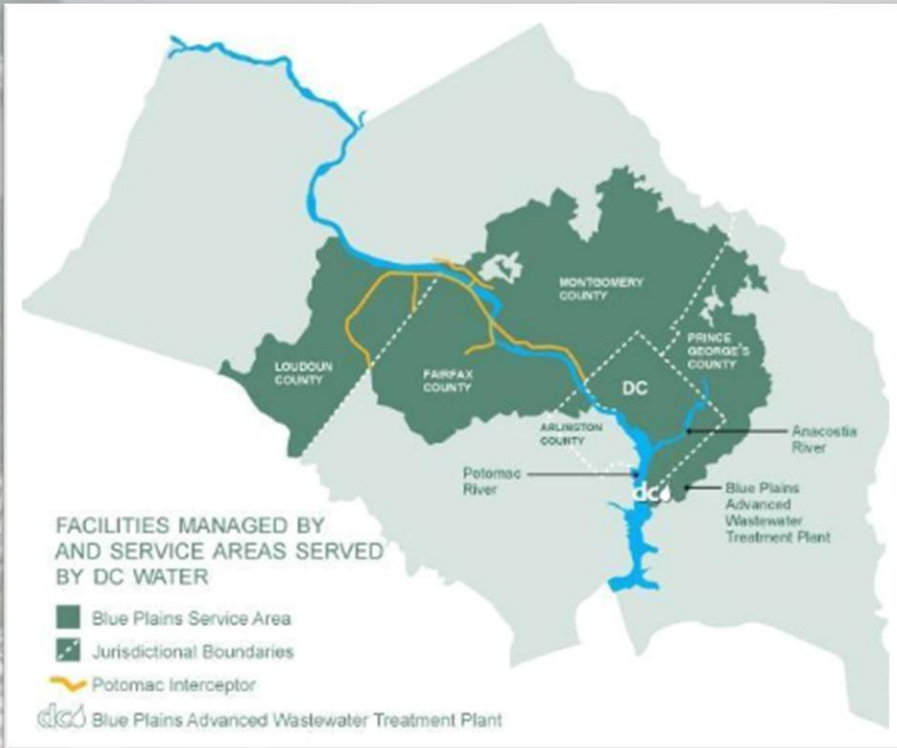 MONTGOMERY
COUNTY
PRINCE
GEORGE'S
COUNTY
LOUDOUN
COUNTY
FAIRFAX
COUNTY
DC
ARLINGTON
COUNTY
Anacostia
River
Potomac
River
dc
Blue Plains
Advanced
Wastewater
Treatment Plant
FACILITIES MANAGED BY
AND SERVICE AREAS SERVED
BY DC WATER
Blue Plains Service Area
Jurisdictional Boundaries
Potomac Interceptor
dc Blue Plains Advanced Wastewater Treatment Plant